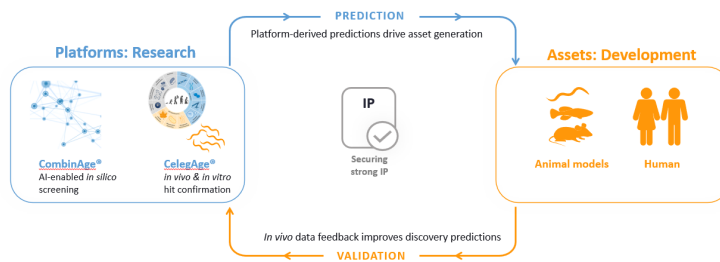 PREDICTION
Platform-derived predictions drive asset generation
Platforms: Research
CombinAge®
AI-enabled in silico
screening
CelegAge®
in vivo & in vitro
hit confirmation
IP
Securing
strong IP
Assets: Development
Animal models
Human
In vivo data feedback improves discovery predictions
VALIDATION